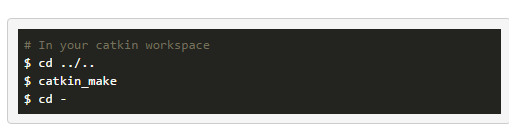 # In your catkin workspace
$ cd ../..
$ catkin_make
$ cd -